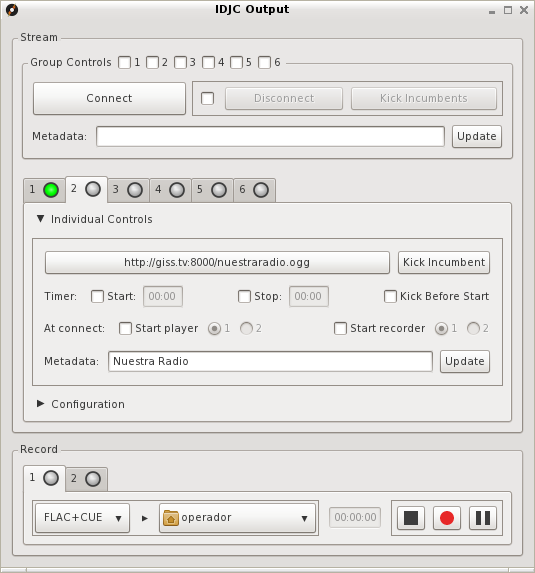 IDJC Output
Stream
Group Controls 1 2 3 4 5 6
Connect Disconnect Kick Incumbents
Metadata: Update
1 2 3 4 5 6
Individual Controls
http://giss.tv:8000/nuestraradio.ogg Kick Incumbent
Timer: Start: 00:00 Stop: 00:00 Kick Before Start
At connect: Start player 1 2 Start recorder 1 2
Metadata: Nuestra Radio Update
Configuration
Record
1 2
FLAC+CUE operador 00:00:00